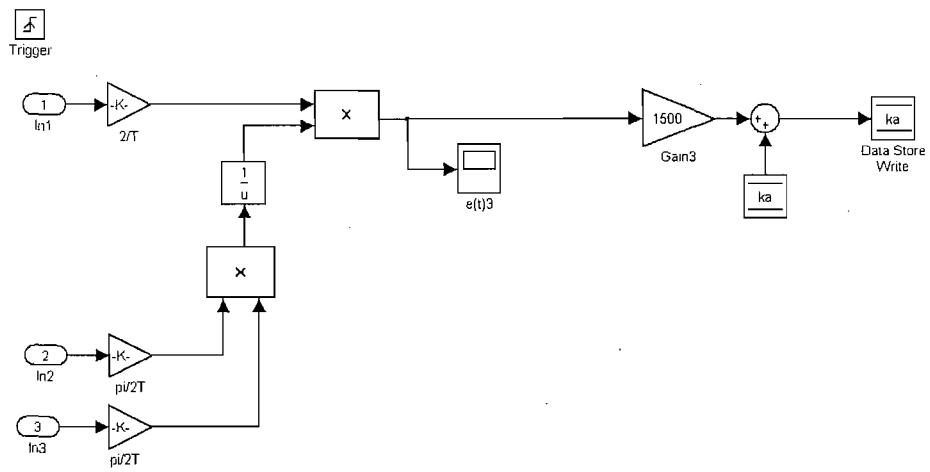 Trigger
1
In1
-K-
2/T
x
1
u
x
e(t)3
1500
Gain3
+
+
ka
Data Store
Write
ka
2
In2
-K-
pi/2T
3
In3
-K-
pi/2T